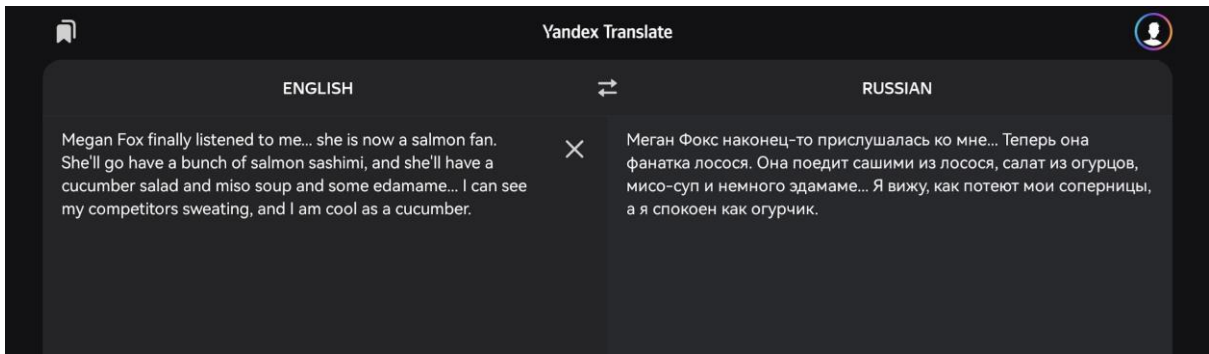 Yandex Translate
ENGLISH
RUSSIAN
Megan Fox finally listened to me... she is now a salmon fan.
She'll go have a bunch of salmon sashimi, and she'll have a
cucumber salad and miso soup and some edamame... I can see
my competitors sweating, and I am cool as a cucumber.
Меган Фокс наконец-то прислушалась ко мне... Теперь она
фанатка лосося. Она поедит сашими из лосося, салат из огурцов,
мисо-суп и немного эдамаме... Я вижу, как потеют мои соперницы,
а я спокоен как огурчик.